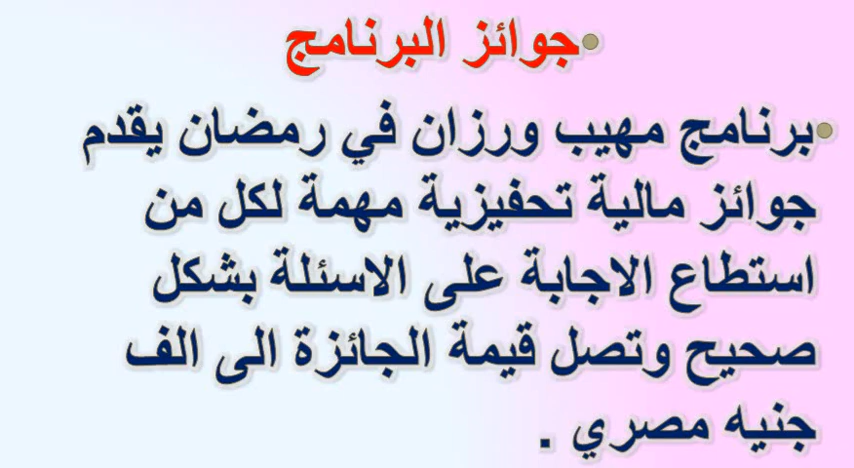 •جوائز البرنامج
•برنامج مهيب ورزان في رمضان يقدم
جوائز مالية تحفيزية مهمة لكل من
استطاع الاجابة على الاسئلة بشكل
صحيح وتصل قيمة الجائزة الى الف
جنيه مصري .